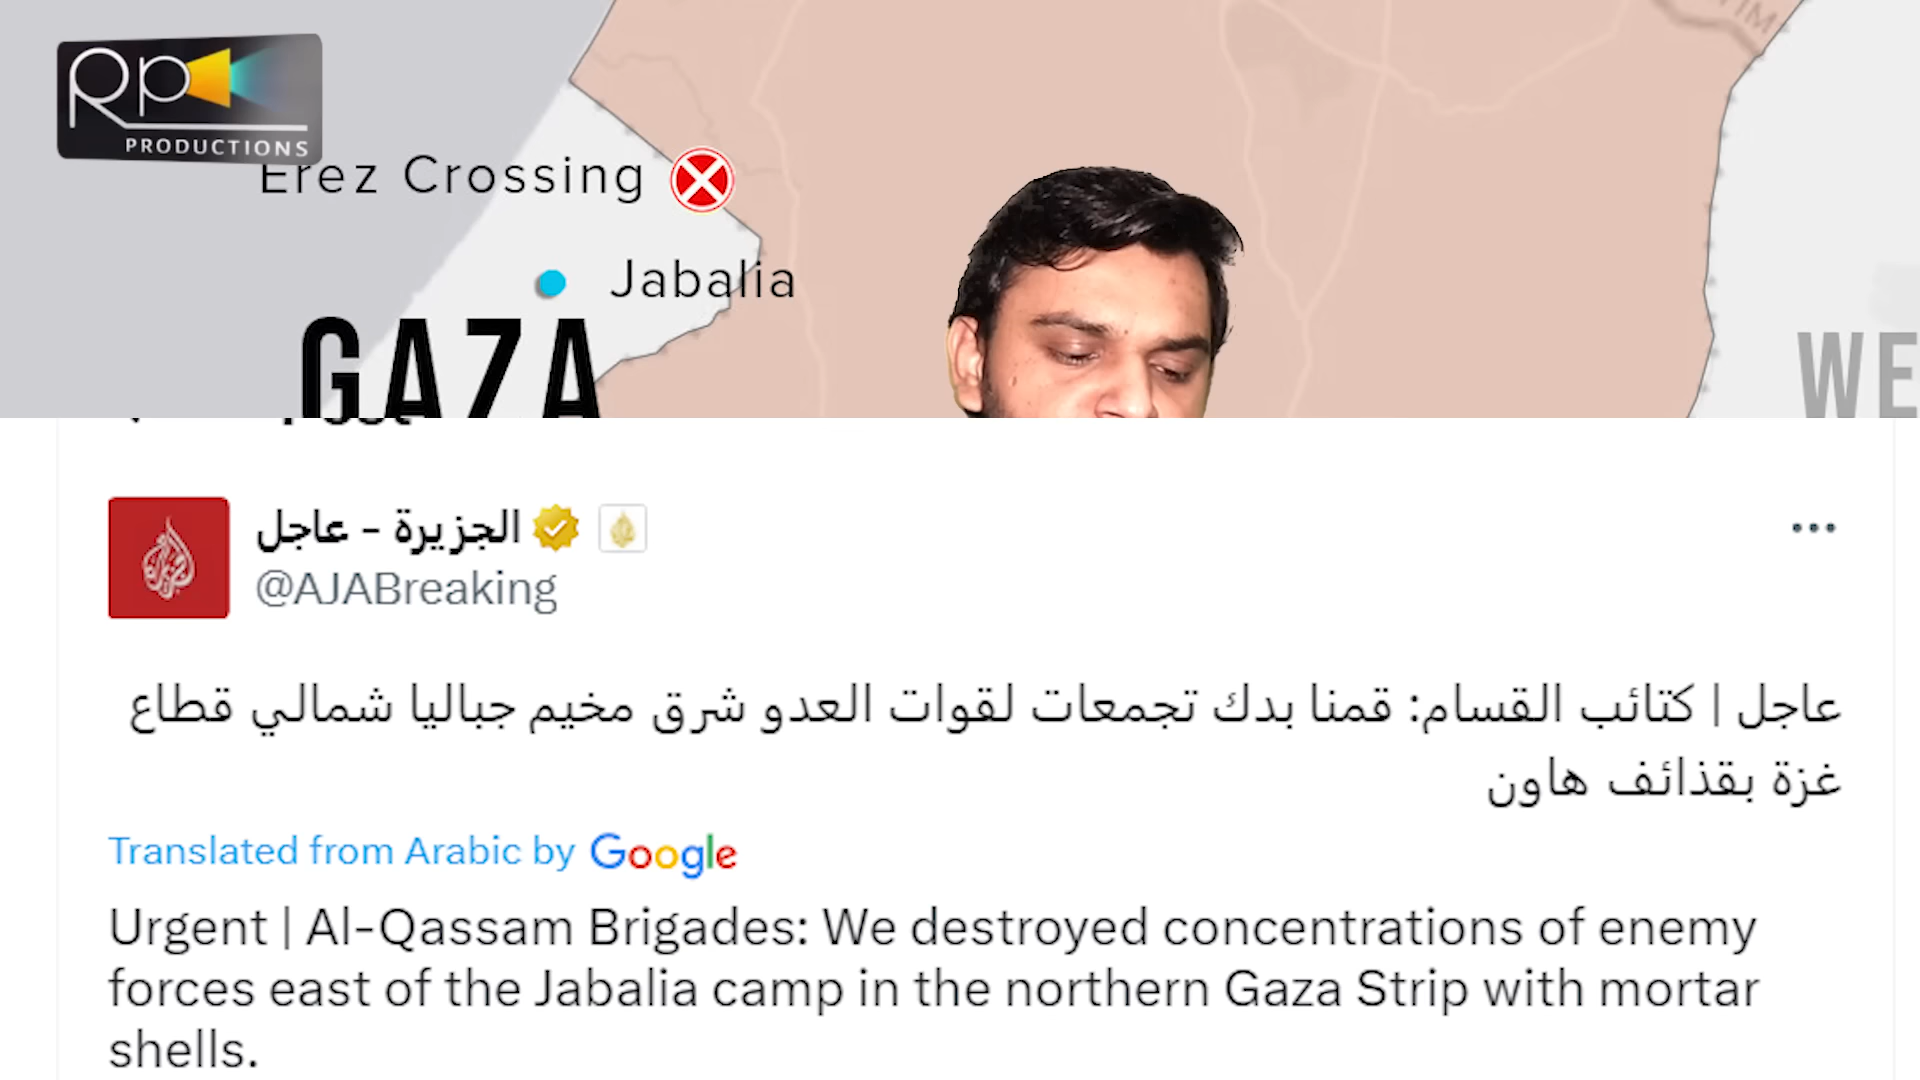 Rp
PRODUCTIONS
Erez Crossing
Jabalia
GAZA
WE
الجزيرة - عاجل
@AJABreaking
عاجل | كتائب القسام: قمنا بدك تجمعات لقوات العدو شرق مخيم جباليا شمالي قطاع
غزة بقذائف هاون
Translated from Arabic by Google
Urgent | Al-Qassam Brigades: We destroyed concentrations of enemy
forces east of the Jabalia camp in the northern Gaza Strip with mortar
shells.